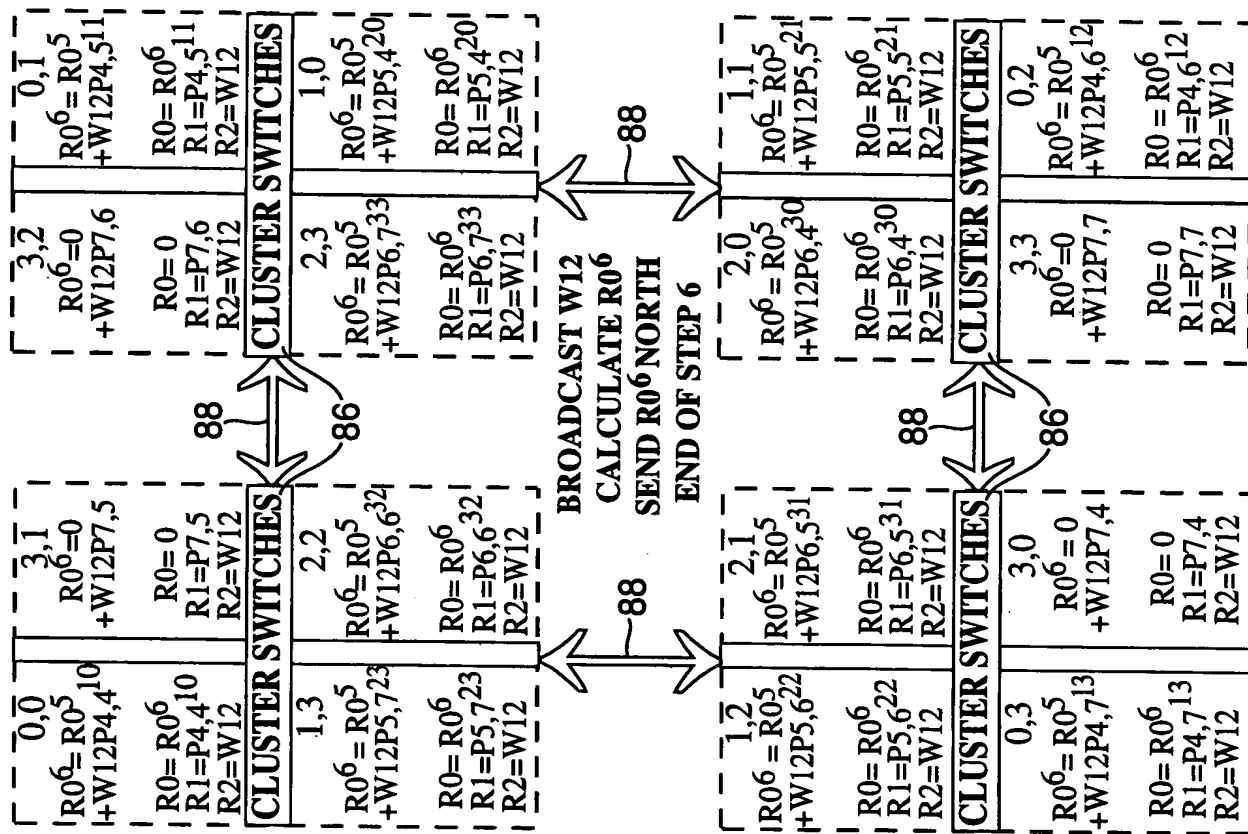 0,0
R0⁶= R0⁵
+W12P4,4¹⁰
R0= R0⁶
R1=P4,4¹⁰
R2=W12
3,1
R0⁶=0
+W12P7,5
R0= 0
R1=P7,5
R2=W12
CLUSTER SWITCHES
1,3
R0⁶= R0⁵
+W12P5,7²³
R0= R0⁶
R1=P5,7²³
R2=W12
2,2
R0⁶= R0⁵
+W12P6,6³²
R0= R0⁶
R1=P6,6³²
R2=W12
88
86
3,2
R0⁶=0
+W12P7,6
R0= 0
R1=P7,6
R2=W12
0,1
R0⁶= R0⁵
+W12P4,5¹¹
R0= R0⁶
R1=P4,5¹¹
R2=W12
CLUSTER SWITCHES
2,3
R0⁶= R0⁵
+W12P6,7³³
R0= R0⁶
R1=P6,7³³
R2=W12
1,0
R0⁶= R0⁵
+W12P5,4²⁰
R0= R0⁶
R1=P5,4²⁰
R2=W12
88
BROADCAST W12
CALCULATE R0⁶
SEND R0⁶ NORTH
END OF STEP 6
88
1,2
R0⁶= R0⁵
+W12P5,6²²
R0= R0⁶
R1=P5,6²²
R2=W12
2,1
R0⁶= R0⁵
+W12P6,5³¹
R0= R0⁶
R1=P6,5³¹
R2=W12
CLUSTER SWITCHES
0,3
R0⁶= R0⁵
+W12P4,7¹³
R0= R0⁶
R1=P4,7¹³
R2=W12
3,0
R0⁶= 0
+W12P7,4
R0= 0
R1=P7,4
R2=W12
88
86
2,0
R0⁶= R0⁵
+W12P6,4³⁰
R0= R0⁶
R1=P6,4³⁰
R2=W12
1,1
R0⁶= R0⁵
+W12P5,5²¹
R0= R0⁶
R1=P5,5²¹
R2=W12
CLUSTER SWITCHES
3,3
R0⁶=0
+W12P7,7
R0= 0
R1=P7,7
R2=W12
0,2
R0⁶= R0⁵
+W12P4,6¹²
R0= R0⁶
R1=P4,6¹²
R2=W12